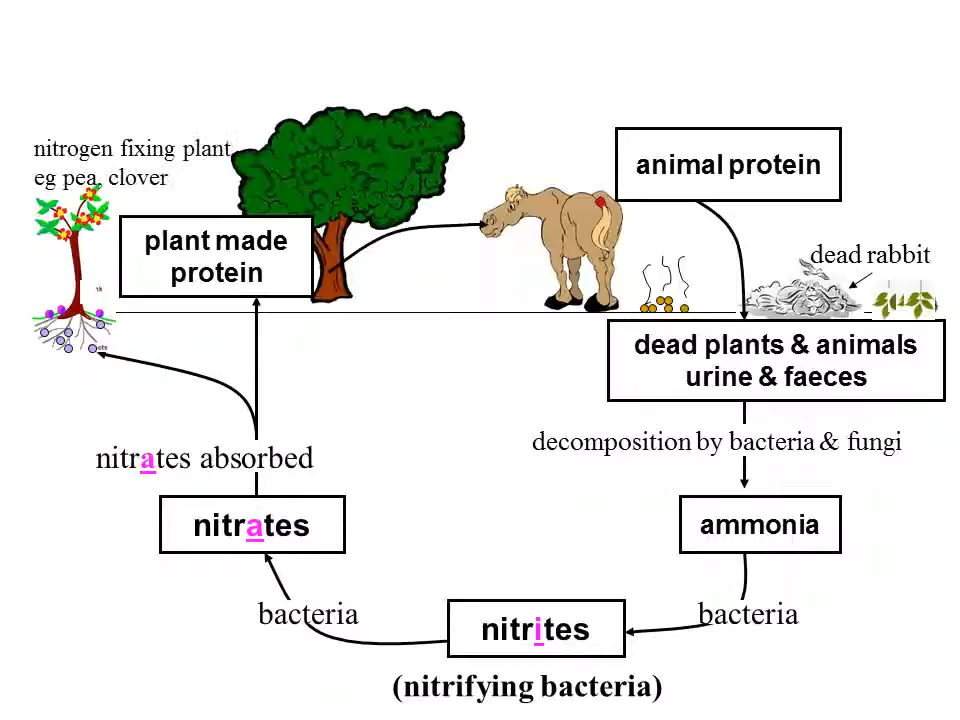 nitrogen fixing plant
eg pea, clover
animal protein
plant made
protein
dead rabbit
dead plants & animals
urine & faeces
decomposition by bacteria & fungi
nitrates absorbed
nitrates
ammonia
bacteria
nitrites
bacteria
(nitrifying bacteria)